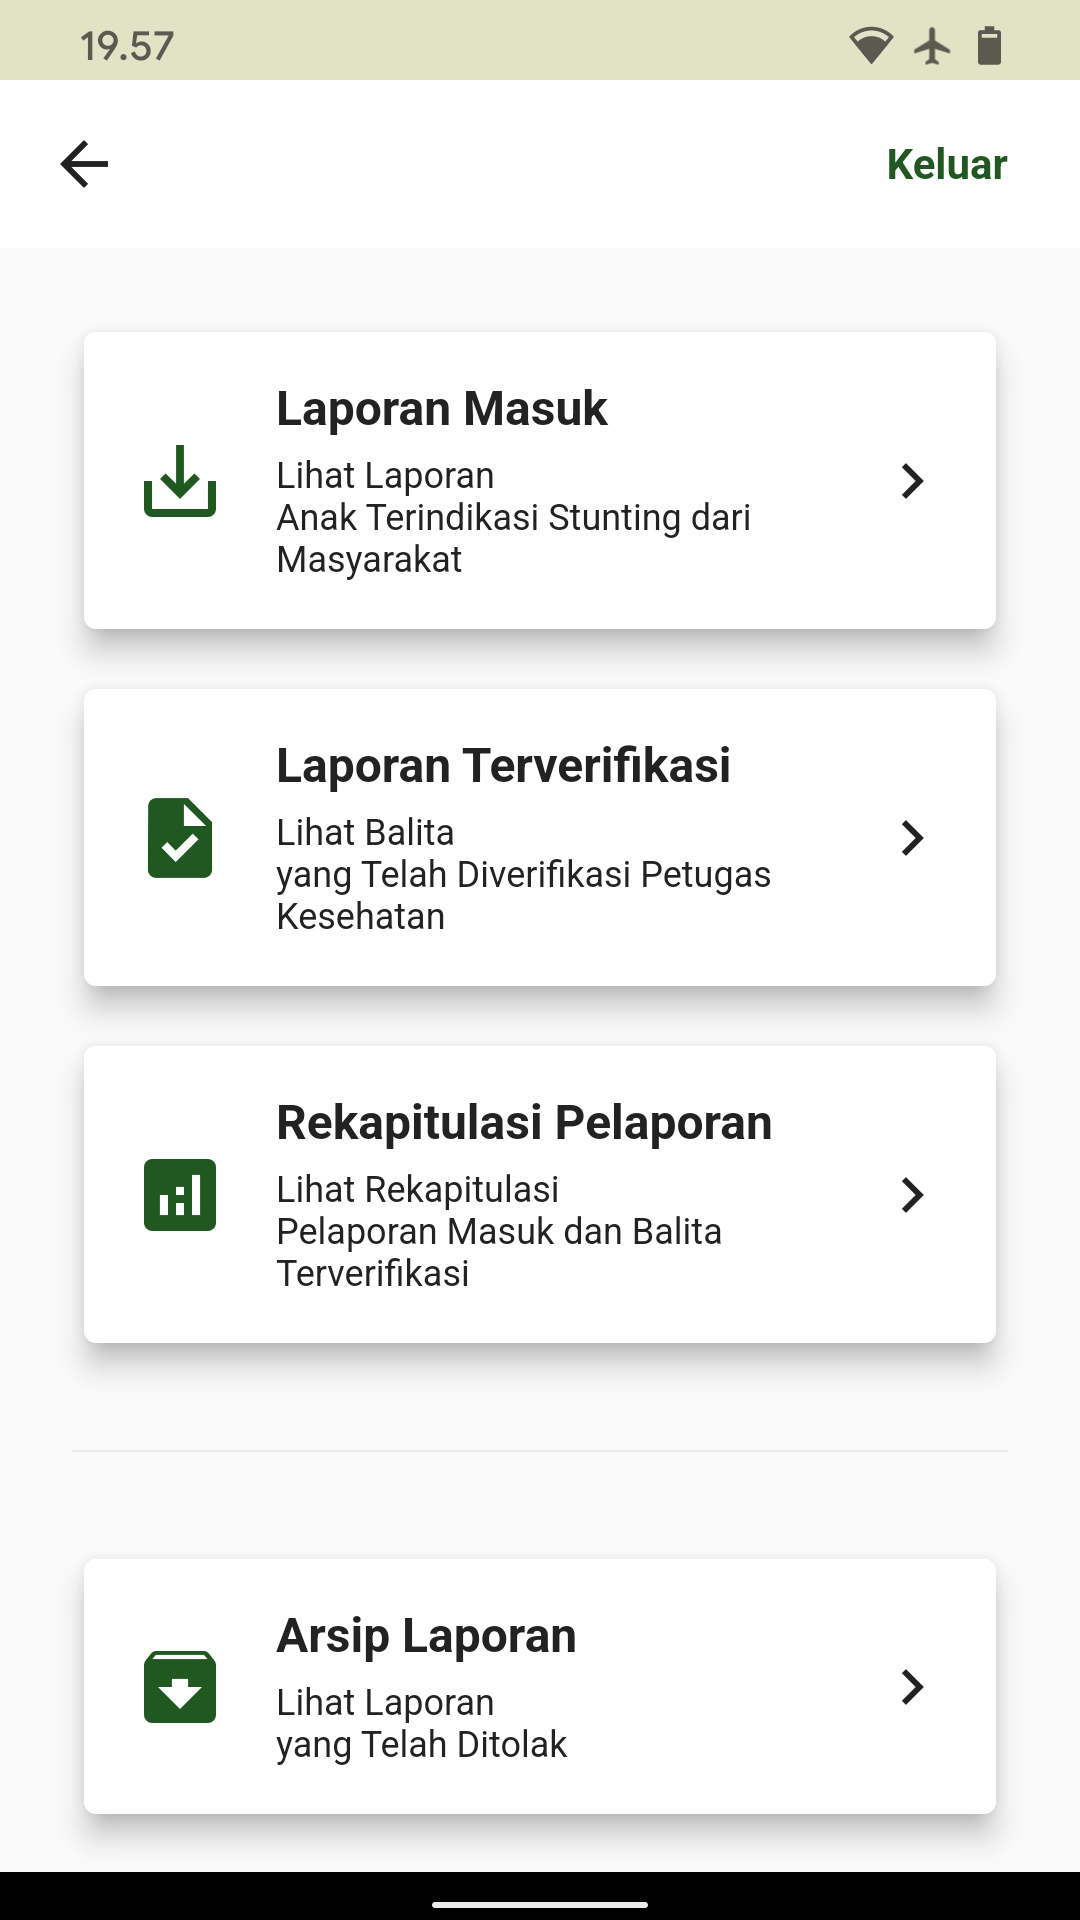 19.57
Keluar
Laporan Masuk
Lihat Laporan
Anak Terindikasi Stunting dari
Masyarakat
Laporan Terverifikasi
Lihat Balita
yang Telah Diverifikasi Petugas
Kesehatan
Rekapitulasi Pelaporan
Lihat Rekapitulasi
Pelaporan Masuk dan Balita
Terverifikasi
Arsip Laporan
Lihat Laporan
yang Telah Ditolak